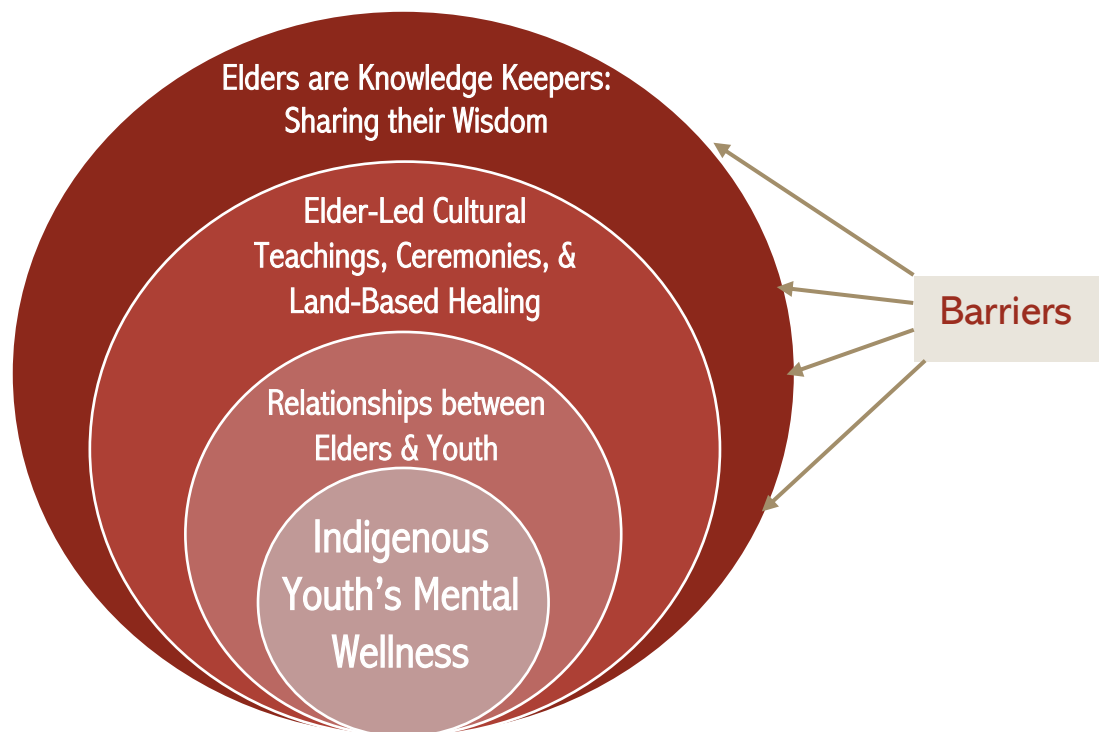 Elders are Knowledge Keepers:
Sharing their Wisdom
Elder-Led Cultural
Teachings, Ceremonies, &
Land-Based Healing
Relationships between
Elders & Youth
Indigenous
Youth’s Mental
Wellness
Barriers